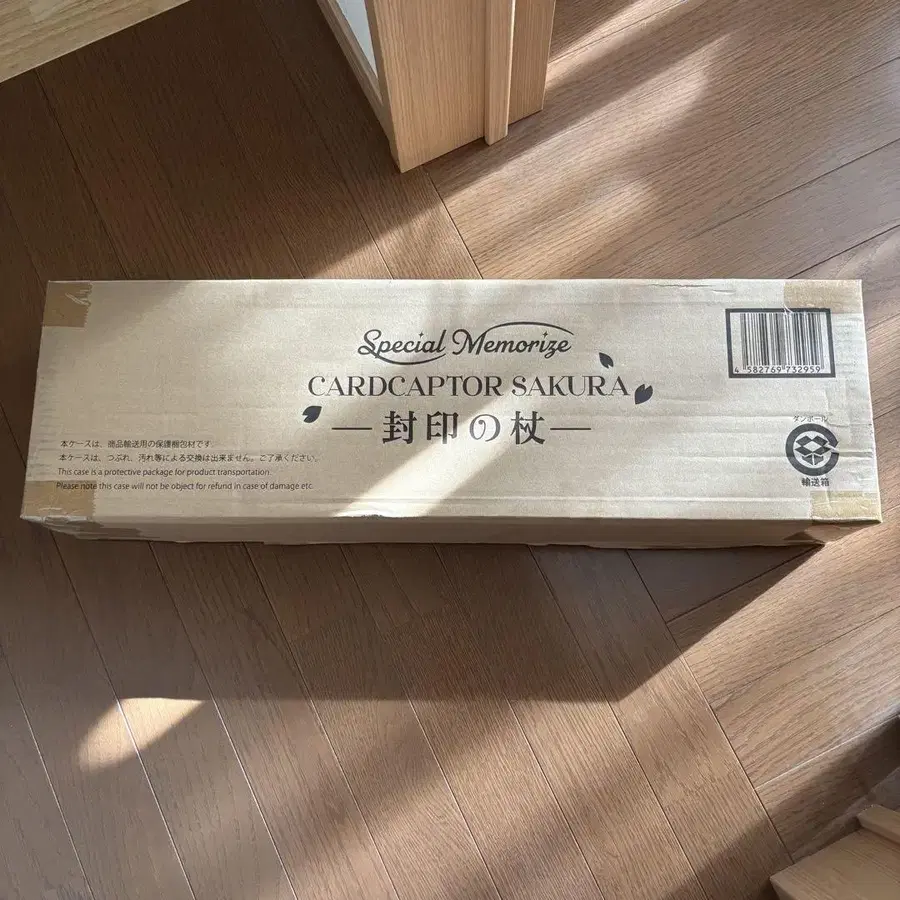 Special Memorize
CARDCAPTOR SAKURA
—封印の杖—
本ケースは、商品輸送用の保護梱包材です。
本ケースは、つぶれ、汚れ等による交換は出来ません。ご了承ください。
This case is a protective package for product transportation.
Please note this case will not be object for refund in case of damage etc.
4 582769 732959
ダンボール
輸送箱